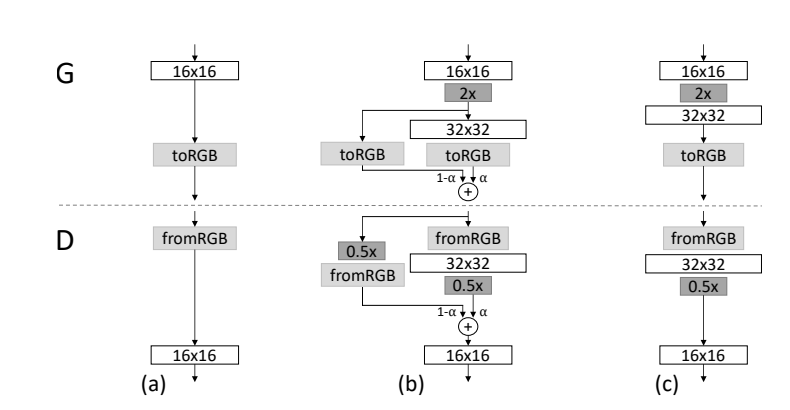 G
16x16
toRGB
16x16
2x
32x32
toRGB
toRGB
1-α
α
+
16x16
2x
32x32
toRGB
D
fromRGB
16x16
0.5x
fromRGB
fromRGB
32x32
0.5x
1-α
α
+
16x16
fromRGB
32x32
0.5x
16x16
(a)
(b)
(c)